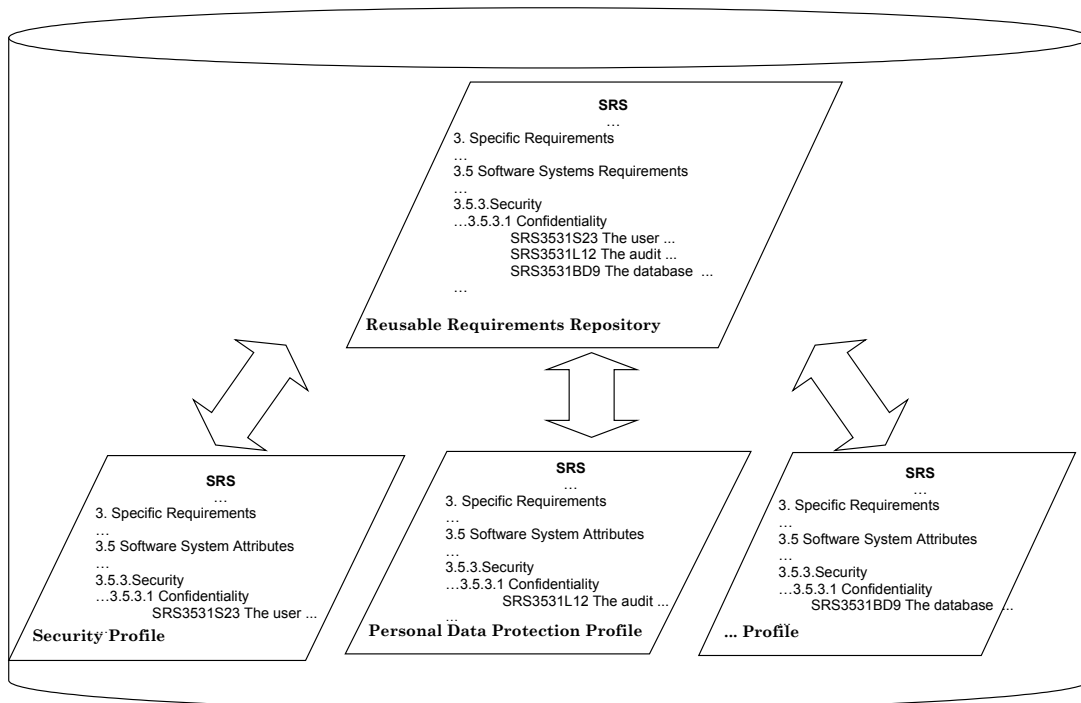 SRS
…
3. Specific Requirements
…
3.5 Software Systems Requirements
…
3.5.3.Security
…3.5.3.1 Confidentiality
SRS3531S23 The user ...
SRS3531L12 The audit ...
SRS3531BD9 The database ...
…
Reusable Requirements Repository
SRS
…
3. Specific Requirements
…
3.5 Software System Attributes
…
3.5.3.Security
…3.5.3.1 Confidentiality
SRS3531S23 The user ...
…
Security Profile
SRS
…
3. Specific Requirements
…
3.5 Software System Attributes
…
3.5.3.Security
…3.5.3.1 Confidentiality
SRS3531L12 The audit ...
…
Personal Data Protection Profile
SRS
…
3. Specific Requirements
…
3.5 Software System Attributes
…
3.5.3.Security
…3.5.3.1 Confidentiality
SRS3531BD9 The database ...
... Profile